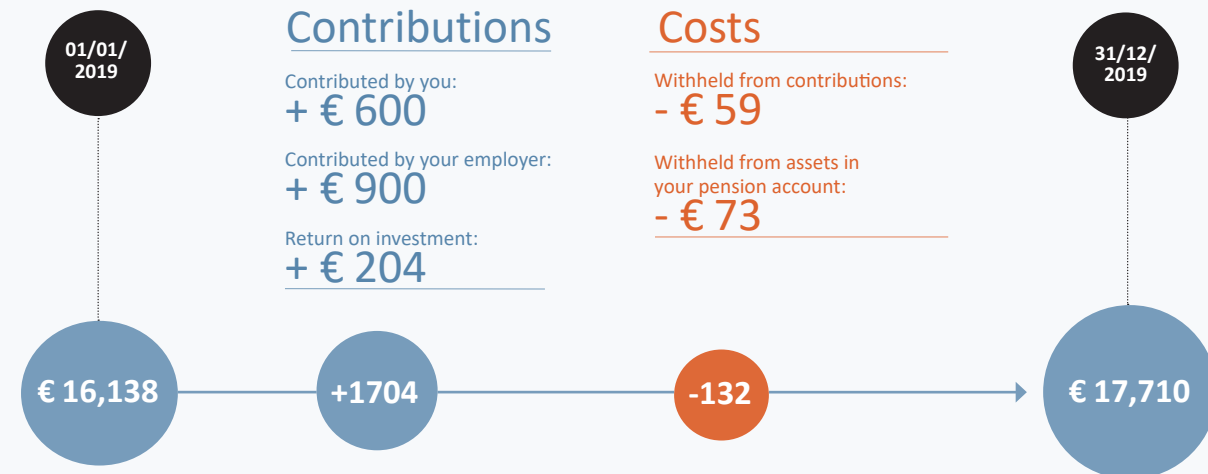 01/01/
2019
Contributions
Contributed by you:
+ € 600
Contributed by your employer:
+ € 900
Return on investment:
+ € 204
Costs
Withheld from contributions:
- € 59
Withheld from assets in
your pension account:
- € 73
31/12/
2019
€ 16,138
+1704
-132
€ 17,710